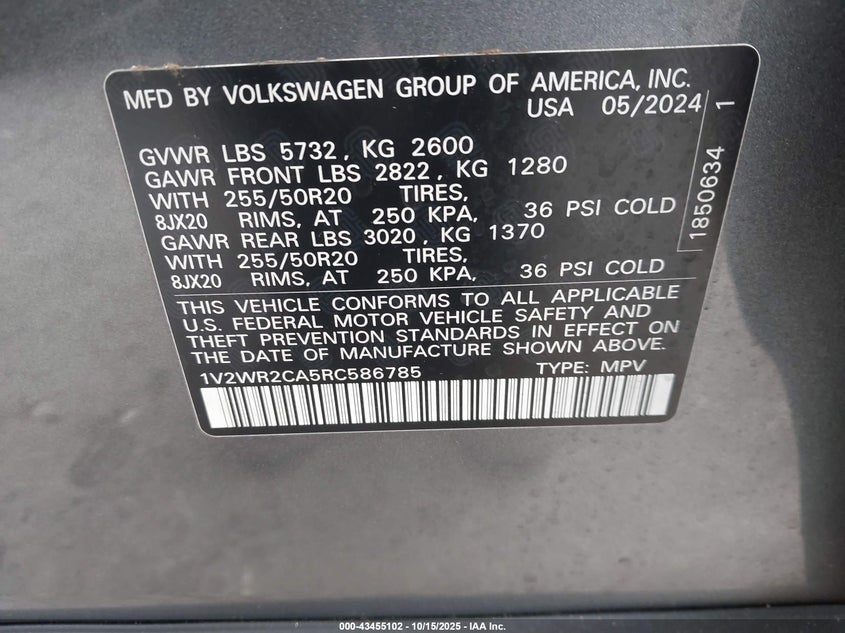 MFD BY VOLKSWAGEN GROUP OF AMERICA, INC.
USA 05/2024
GVWR LBS 5732, KG 2600
GAWR FRONT LBS 2822, KG 1280
WITH 255/50R20 TIRES,
8JX20 RIMS, AT 250 KPA, 36 PSI COLD
GAWR REAR LBS 3020, KG 1370
WITH 255/50R20 TIRES,
8JX20 RIMS, AT 250 KPA, 36 PSI COLD
THIS VEHICLE CONFORMS TO ALL APPLICABLE
U.S. FEDERAL MOTOR VEHICLE SAFETY AND
THEFT PREVENTION STANDARDS IN EFFECT ON
THE DATE OF MANUFACTURE SHOWN ABOVE.
1V2WR2CA5RC586785 TYPE: MPV
1850634 1
000-43455102 - 10/15/2025 - IAA Inc.